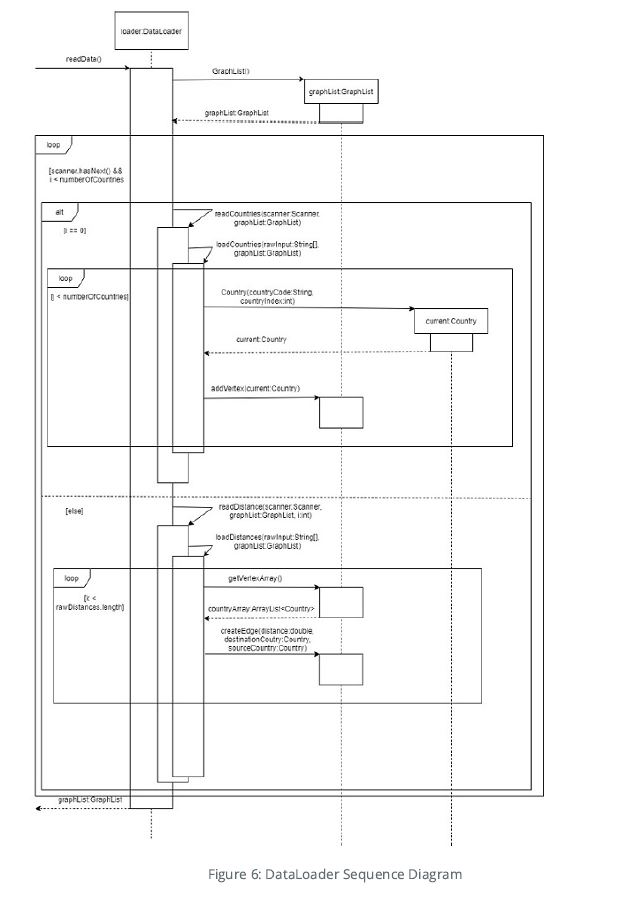 loader:DataLoader
readData()
GraphList()
graphList:GraphList
graphList:GraphList
loop
[scanner.hasNext() &&
i < numberOfCountries
alt
[i == 0]
readCountries(scanner:Scanner,
graphList:GraphList)
loadCountries(rawInput:String[],
graphList:GraphList)
loop
[j < numberOfCountries]
Country(countryCode:String,
countryIndex:int)
current:Country
current:Country
addVertex(current:Country)
[else]
readDistance(scanner:Scanner,
graphList:GraphList, i:int)
loadDistances(rawInput:String[],
graphList:GraphList)
loop
[k <
rawDistances.length]
getVertexArray()
countryArray:ArrayList<Country>
createEdge(distance:double,
destinationCoutry:Country,
sourceCountry:Country)
graphList:GraphList
Figure 6: DataLoader Sequence Diagram